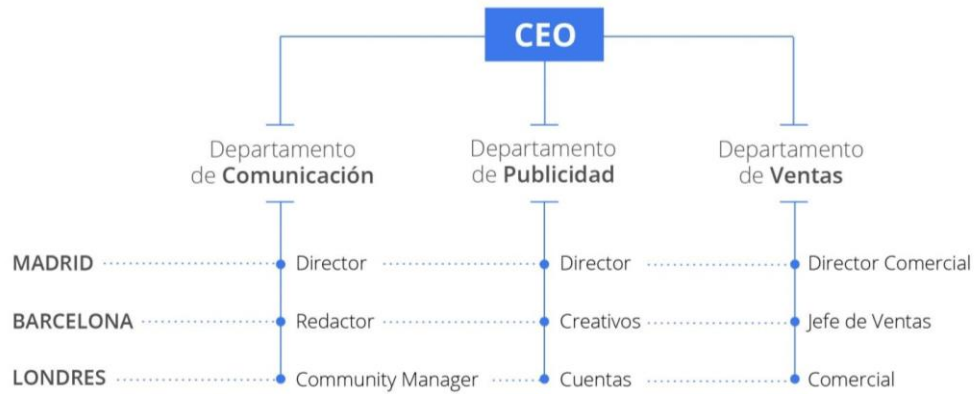 CEO
Departamento
de Comunicación
Departamento
de Publicidad
Departamento
de Ventas
MADRID Director Director Director Comercial
BARCELONA Redactor Creativos Jefe de Ventas
LONDRES Community Manager Cuentas Comercial